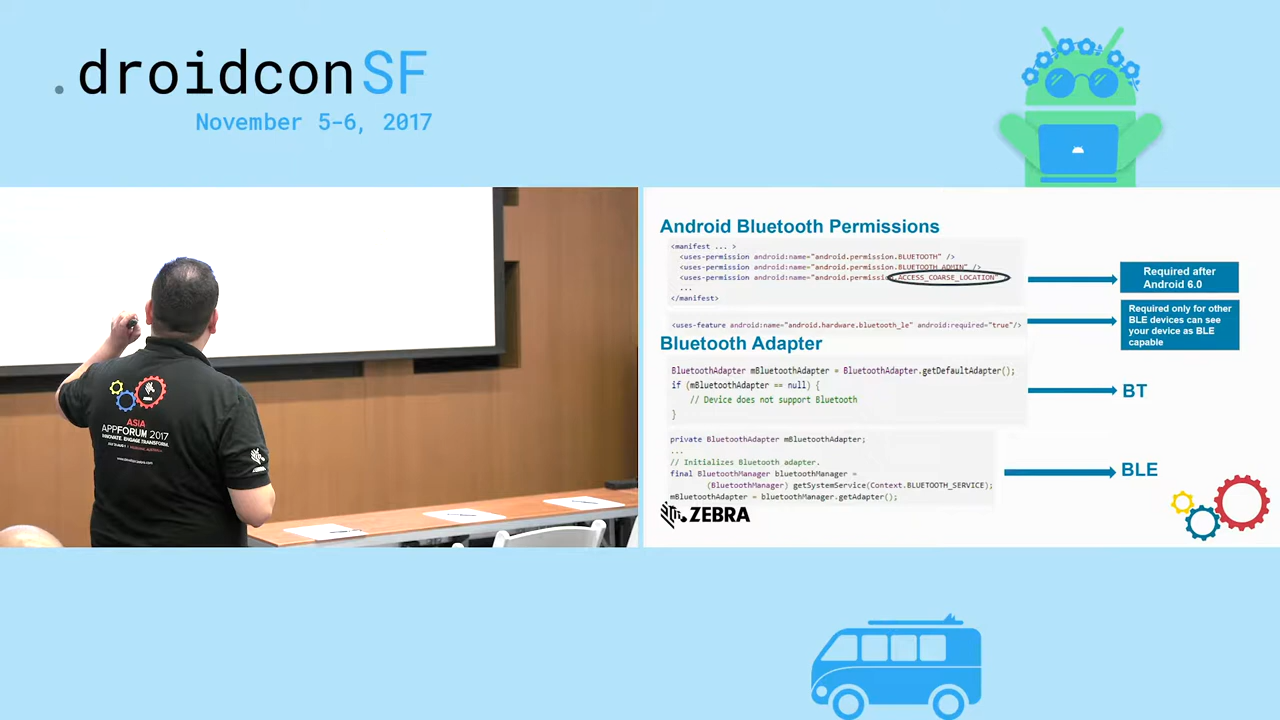 .droidconSF
November 5-6, 2017
ASIA
APPFORUM 2017
INNOVATE. ENGAGE. TRANSFORM.
ZEBRA
Android Bluetooth Permissions
<manifest ... >
<uses-permission android:name="android.permission.BLUETOOTH" />
<uses-permission android:name="android.permission.BLUETOOTH_ADMIN" />
<uses-permission android:name="android.permission.ACCESS_COARSE_LOCATION" />
...
</manifest>
Required after
Android 6.0
<uses-feature android:name="android.hardware.bluetooth_le" android:required="true"/>
Required only for other
BLE devices can see
your device as BLE
capable
Bluetooth Adapter
BluetoothAdapter mBluetoothAdapter = BluetoothAdapter.getDefaultAdapter();
if (mBluetoothAdapter == null) {
// Device does not support Bluetooth
}
BT
private BluetoothAdapter mBluetoothAdapter;
...
// Initializes Bluetooth adapter.
final BluetoothManager bluetoothManager =
(BluetoothManager) getSystemService(Context.BLUETOOTH_SERVICE);
mBluetoothAdapter = bluetoothManager.getAdapter();
BLE
ZEBRA